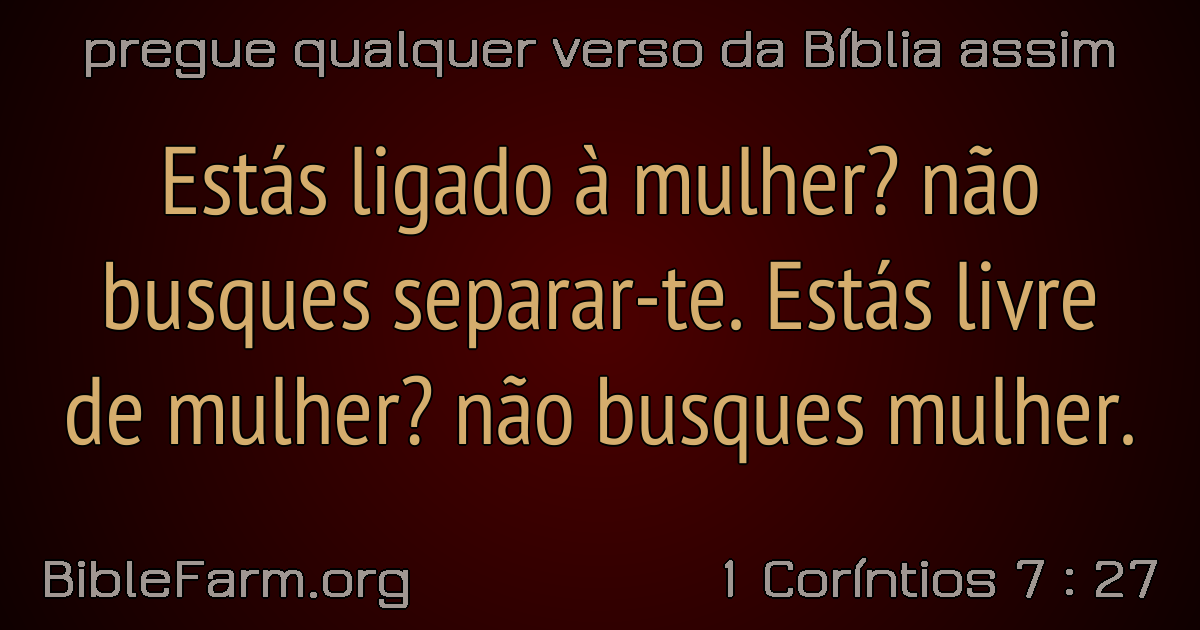 pregue qualquer verso da Bíblia assim
Estás ligado à mulher? não
busques separar-te. Estás livre
de mulher? não busques mulher.
BibleFarm.org
1 Coríntios 7 : 27